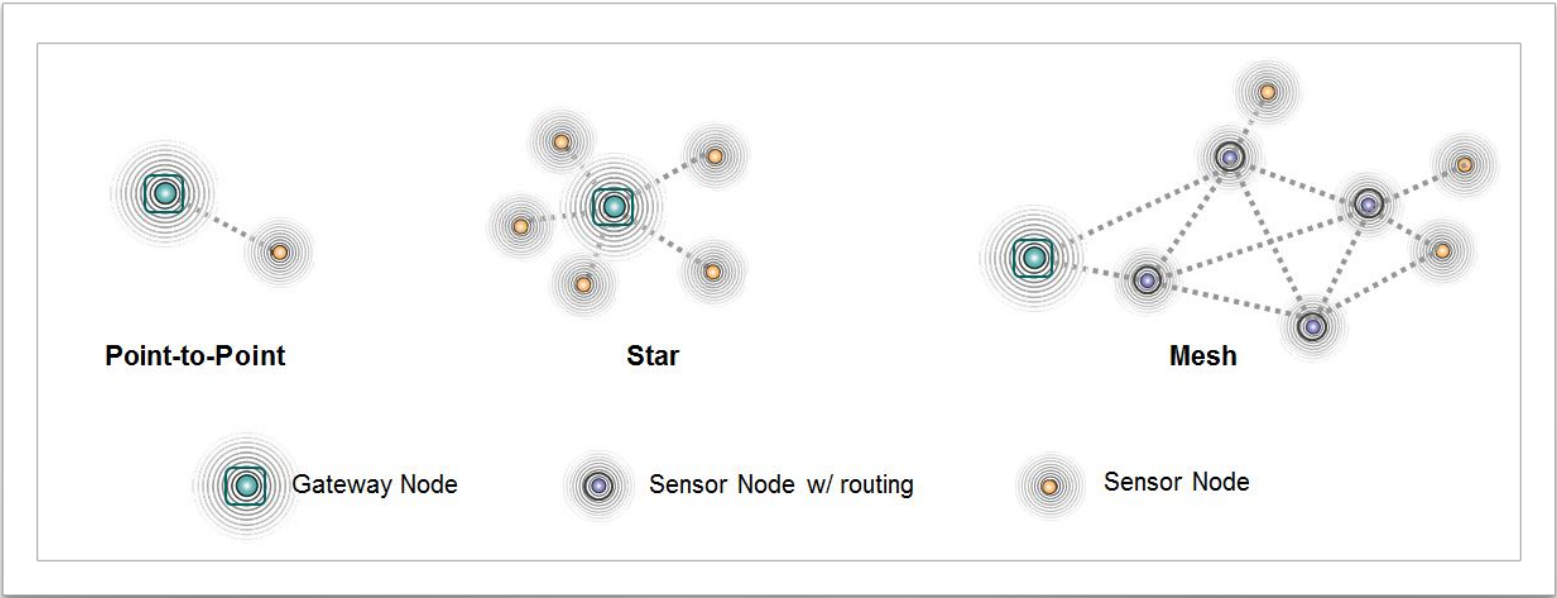 Point-to-Point
Star
Mesh
Gateway Node
Sensor Node w/ routing
Sensor Node